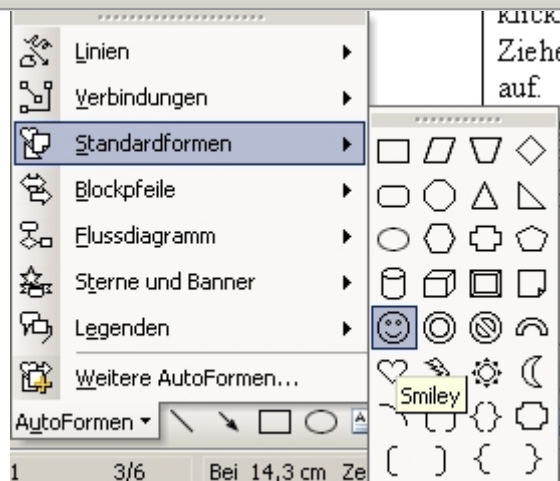 klick
Ziehe
auf.
Linien
Verbindungen
Standardformen
Blockpfeile
Flussdiagramm
Sterne und Banner
Legenden
Weitere AutoFormen...
Smiley
AutoFormen
1 3/6 Bei 14,3 cm Ze